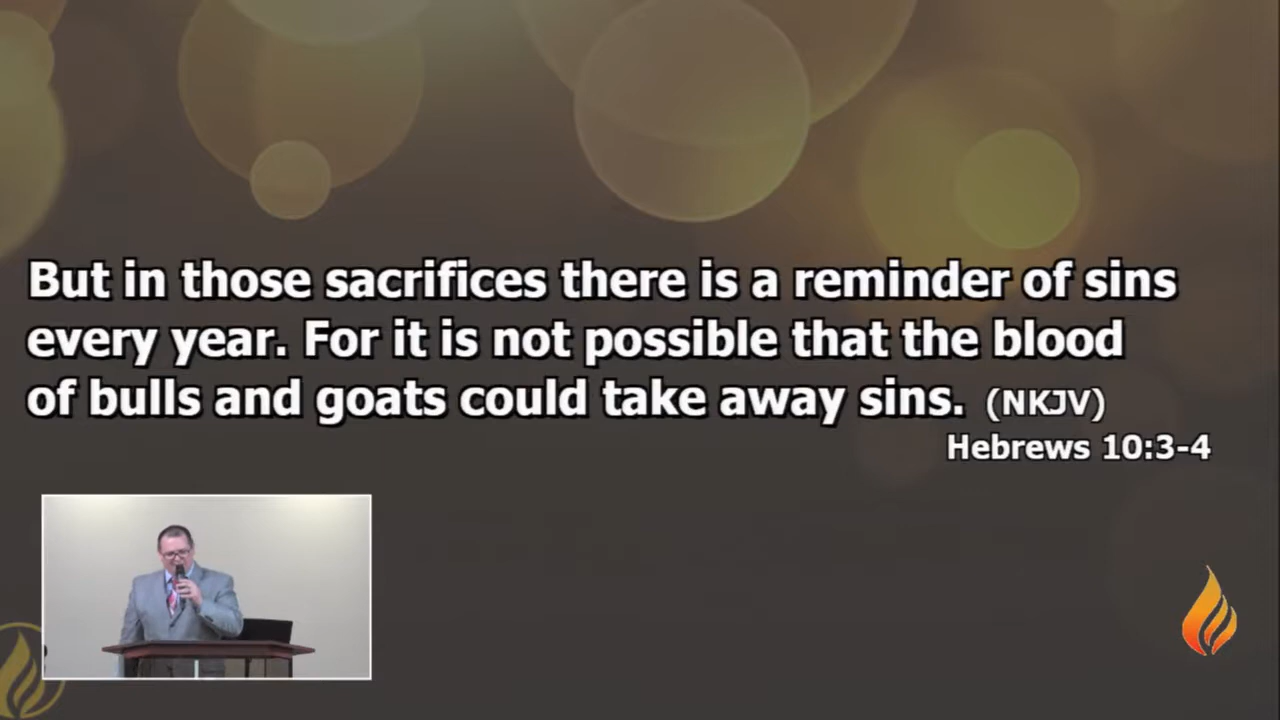 But in those sacrifices there is a reminder of sins
every year. For it is not possible that the blood
of bulls and goats could take away sins. (NKJV)
Hebrews 10:3-4